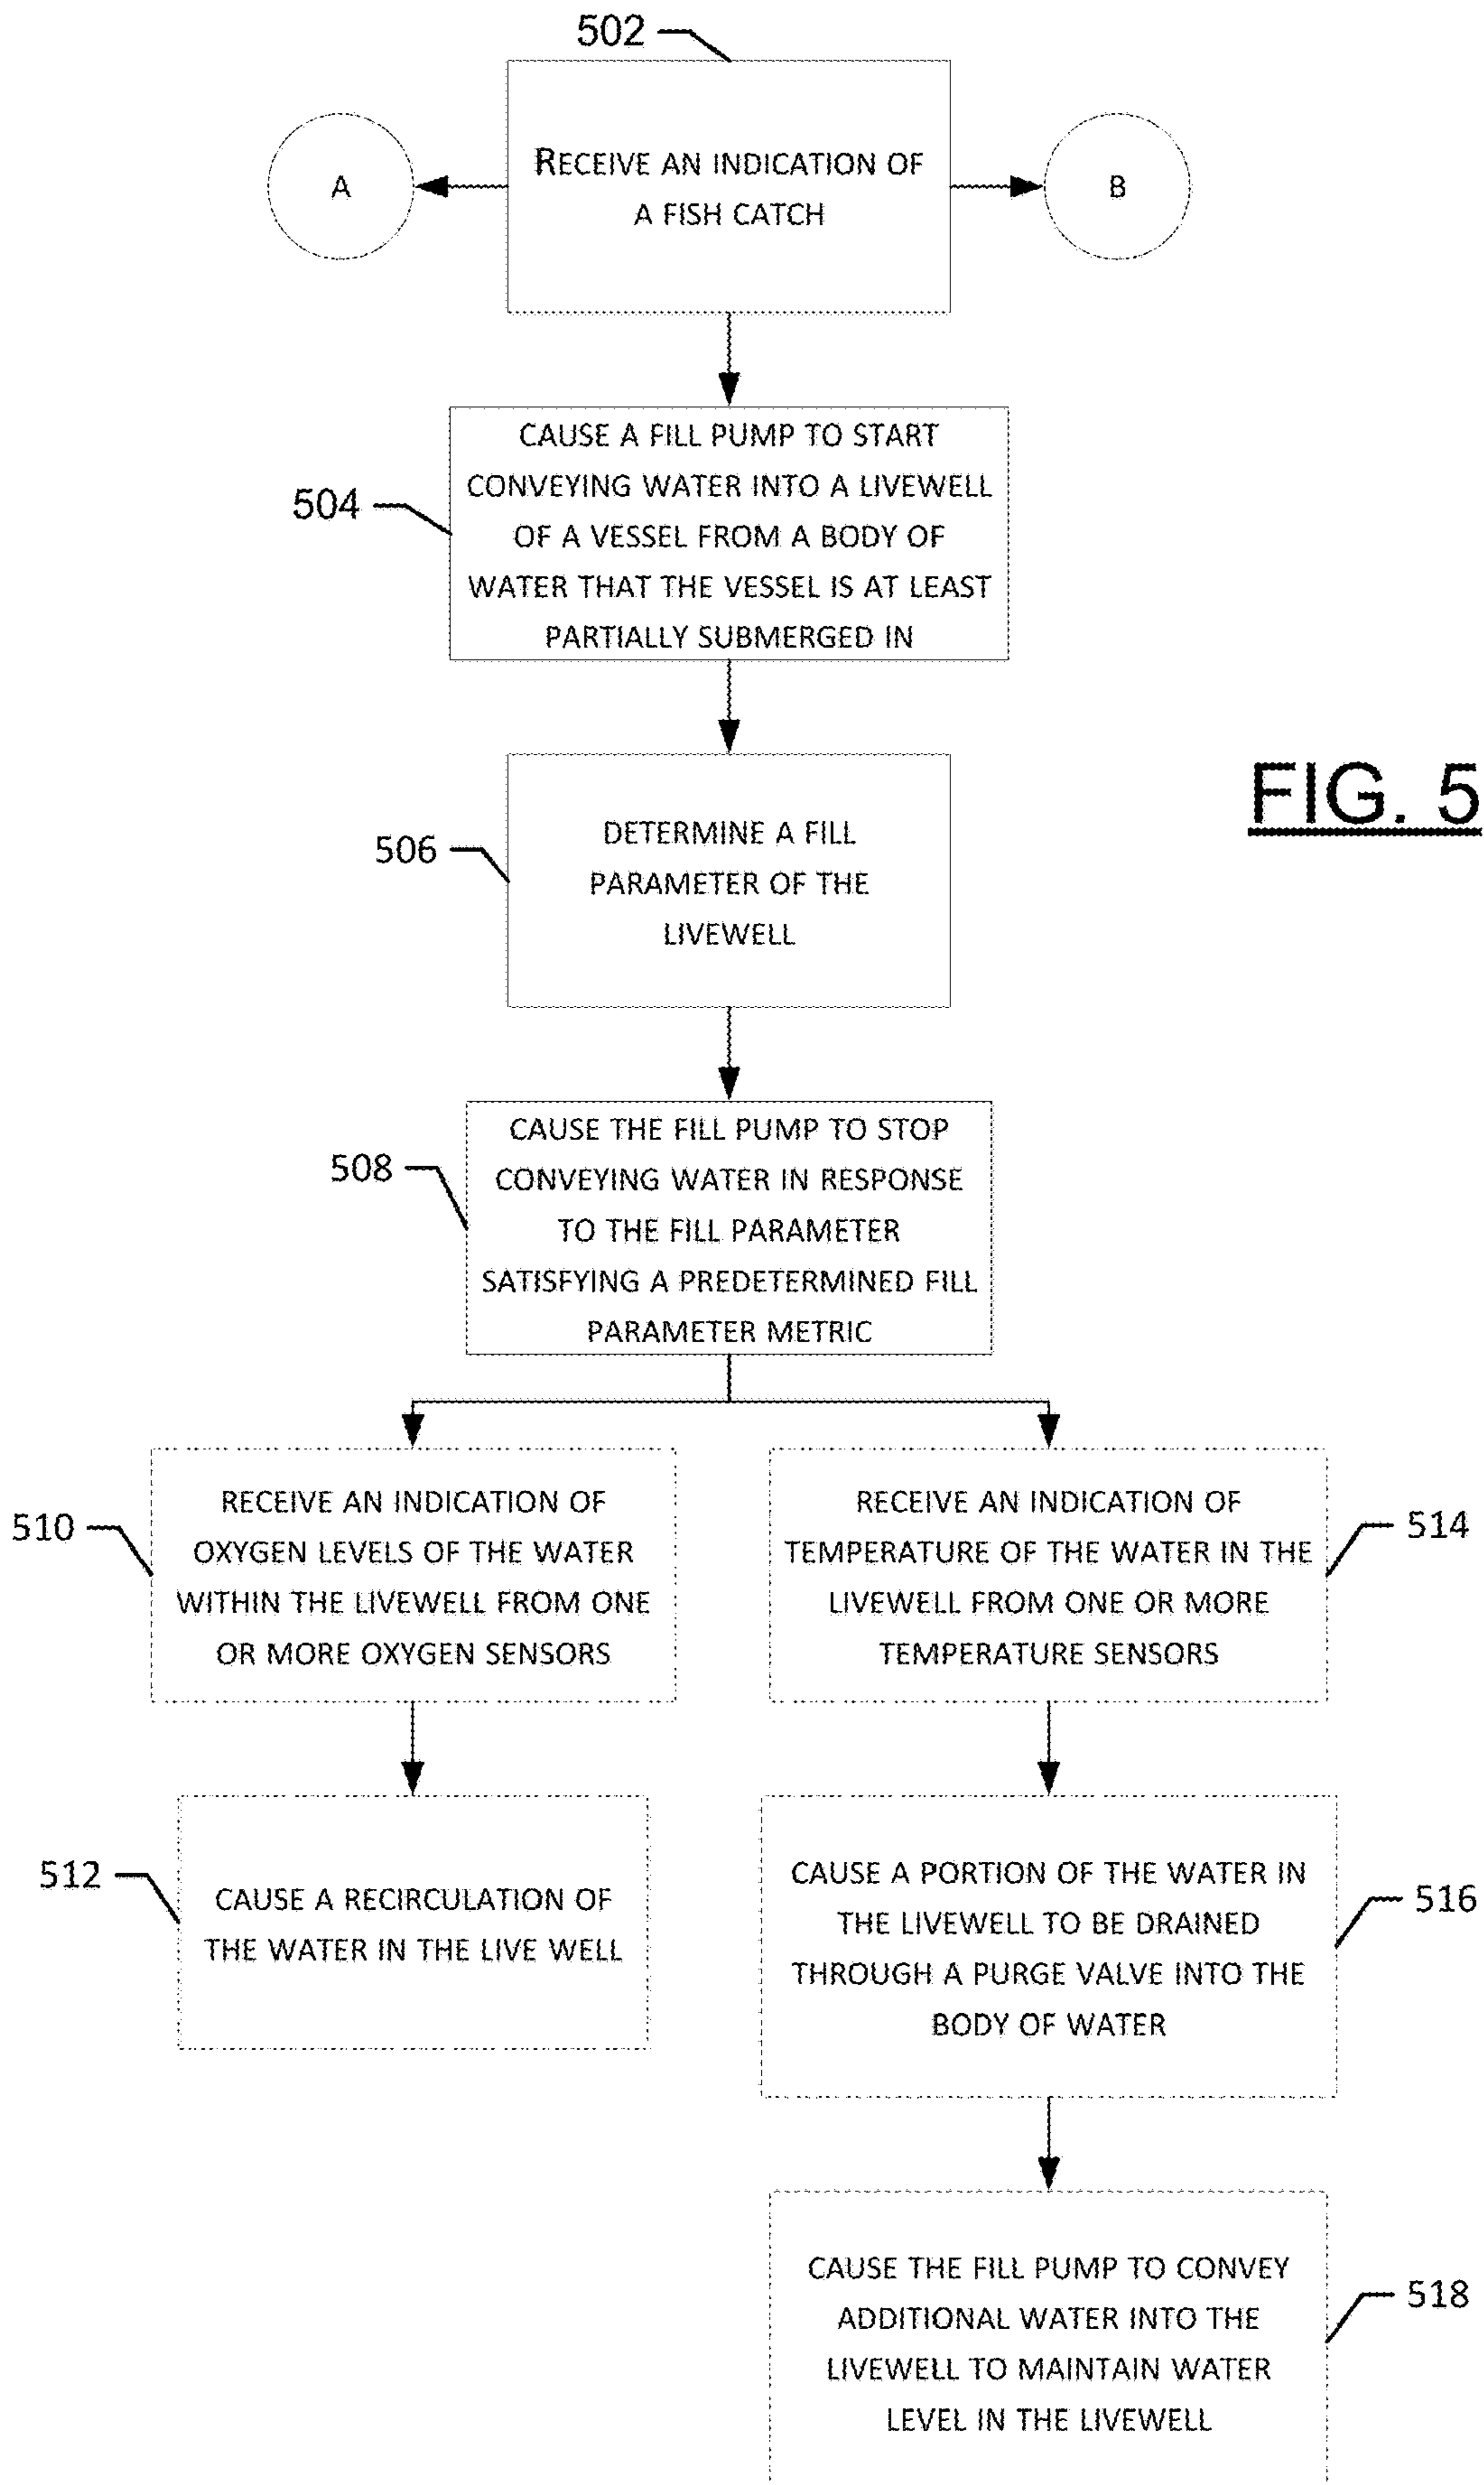 502
A
RECEIVE AN INDICATION OF
A FISH CATCH
B
504
CAUSE A FILL PUMP TO START
CONVEYING WATER INTO A LIVEWELL
OF A VESSEL FROM A BODY OF
WATER THAT THE VESSEL IS AT LEAST
PARTIALLY SUBMERGED IN
FIG. 5
506
DETERMINE A FILL
PARAMETER OF THE
LIVEWELL
508
CAUSE THE FILL PUMP TO STOP
CONVEYING WATER IN RESPONSE
TO THE FILL PARAMETER
SATISFYING A PREDETERMINED FILL
PARAMETER METRIC
510
RECEIVE AN INDICATION OF
OXYGEN LEVELS OF THE WATER
WITHIN THE LIVEWELL FROM ONE
OR MORE OXYGEN SENSORS
514
RECEIVE AN INDICATION OF
TEMPERATURE OF THE WATER IN THE
LIVEWELL FROM ONE OR MORE
TEMPERATURE SENSORS
512
CAUSE A RECIRCULATION OF
THE WATER IN THE LIVE WELL
516
CAUSE A PORTION OF THE WATER IN
THE LIVEWELL TO BE DRAINED
THROUGH A PURGE VALVE INTO THE
BODY OF WATER
518
CAUSE THE FILL PUMP TO CONVEY
ADDITIONAL WATER INTO THE
LIVEWELL TO MAINTAIN WATER
LEVEL IN THE LIVEWELL